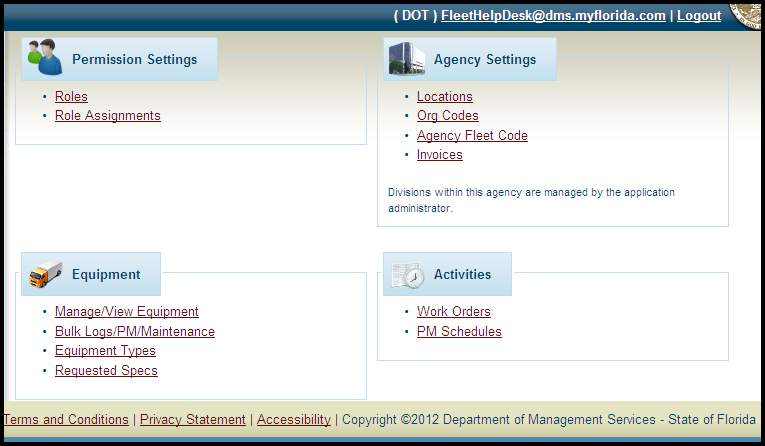 ( DOT ) FleetHelpDesk@dms.myflorida.com | Logout
Permission Settings
• Roles
• Role Assignments
Agency Settings
• Locations
• Org Codes
• Agency Fleet Code
• Invoices
Divisions within this agency are managed by the application
administrator.
Equipment
• Manage/View Equipment
• Bulk Logs/PM/Maintenance
• Equipment Types
• Requested Specs
Activities
• Work Orders
• PM Schedules
Terms and Conditions | Privacy Statement | Accessibility | Copyright ©2012 Department of Management Services - State of Florida